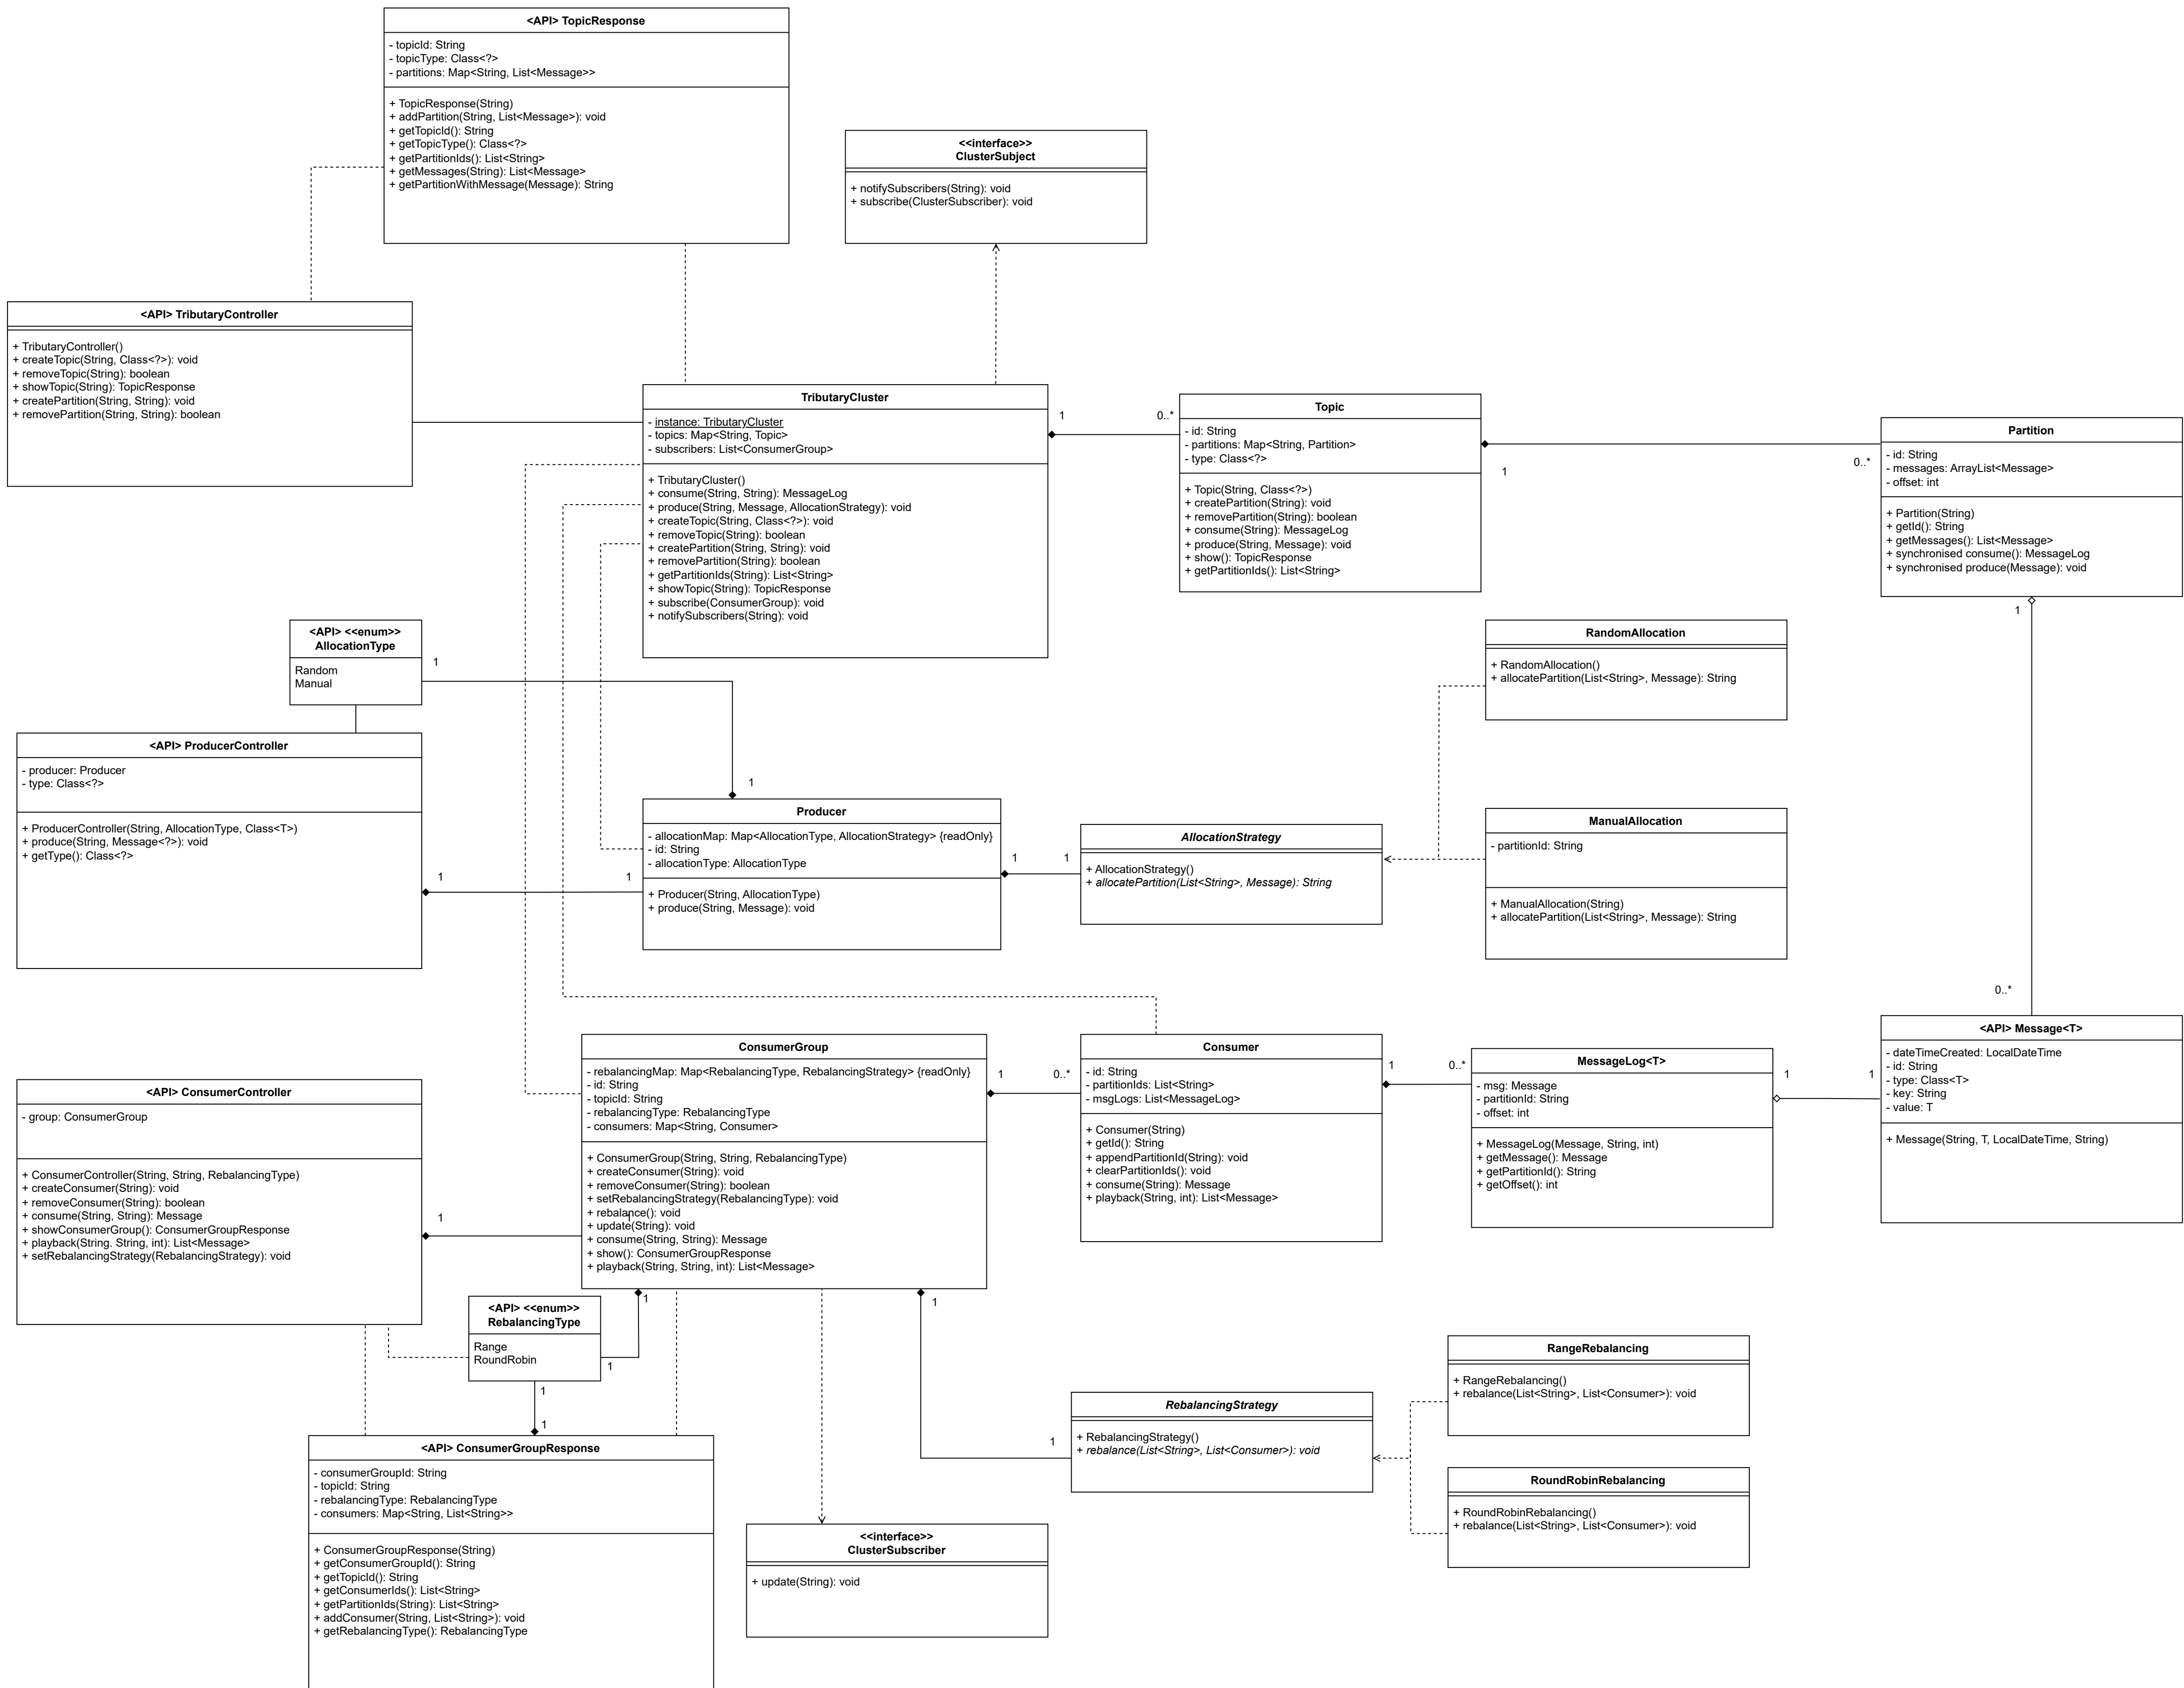 <API> TopicResponse
- topicId: String
- topicType: Class<?>
- partitions: Map<String, List<Message>>
+ TopicResponse(String)
+ addPartition(String, List<Message>): void
+ getTopicId(): String
+ getTopicType(): Class<?>
+ getPartitionIds(): List<String>
+ getMessages(String): List<Message>
+ getPartitionWithMessage(Message): String
<<interface>>
ClusterSubject
+ notifySubscribers(String): void
+ subscribe(ClusterSubscriber): void
<API> TributaryController
+ TributaryController()
+ createTopic(String, Class<?>): void
+ removeTopic(String): boolean
+ showTopic(String): TopicResponse
+ createPartition(String, String): void
+ removePartition(String, String): boolean
TributaryCluster
- instance: TributaryCluster
- topics: Map<String, Topic>
- subscribers: List<ConsumerGroup>
+ TributaryCluster()
+ consume(String, String): MessageLog
+ produce(String, Message, AllocationStrategy): void
+ createTopic(String, Class<?>): void
+ removeTopic(String): boolean
+ createPartition(String, String): void
+ removePartition(String): boolean
+ getPartitionIds(String): List<String>
+ showTopic(String): TopicResponse
+ subscribe(ConsumerGroup): void
+ notifySubscribers(String): void
1
0..*
Topic
- id: String
- partitions: Map<String, Partition>
- type: Class<?>
+ Topic(String, Class<?>)
+ createPartition(String): void
+ removePartition(String): boolean
+ consume(String): MessageLog
+ produce(String, Message): void
+ show(): TopicResponse
+ getPartitionIds(): List<String>
1
0..*
Partition
- id: String
- messages: ArrayList<Message>
- offset: int
+ Partition(String)
+ getId(): String
+ getMessages(): List<Message>
+ synchronised consume(): MessageLog
+ synchronised produce(Message): void
1
0..*
<API> <<enum>>
AllocationType
Random
Manual
1
1
<API> ProducerController
- producer: Producer
- type: Class<?>
+ ProducerController(String, AllocationType, Class<T>)
+ produce(String, Message<?>): void
+ getType(): Class<?>
1
1
Producer
- allocationMap: Map<AllocationType, AllocationStrategy> {readOnly}
- id: String
- allocationType: AllocationType
+ Producer(String, AllocationType)
+ produce(String, Message): void
1
1
AllocationStrategy
+ AllocationStrategy()
+ allocatePartition(List<String>, Message): String
RandomAllocation
+ RandomAllocation()
+ allocatePartition(List<String>, Message): String
ManualAllocation
- partitionId: String
+ ManualAllocation(String)
+ allocatePartition(List<String>, Message): String
<API> ConsumerController
- group: ConsumerGroup
+ ConsumerController(String, String, RebalancingType)
+ createConsumer(String): void
+ removeConsumer(String): boolean
+ consume(String, String): Message
+ showConsumerGroup(): ConsumerGroupResponse
+ playback(String. String, int): List<Message>
+ setRebalancingStrategy(RebalancingStrategy): void
1
1
ConsumerGroup
- rebalancingMap: Map<RebalancingType, RebalancingStrategy> {readOnly}
- id: String
- topicId: String
- rebalancingType: RebalancingType
- consumers: Map<String, Consumer>
+ ConsumerGroup(String, String, RebalancingType)
+ createConsumer(String): void
+ removeConsumer(String): boolean
+ setRebalancingStrategy(RebalancingType): void
+ rebalance(): void
+ update(String): void
+ consume(String, String): Message
+ show(): ConsumerGroupResponse
+ playback(String, String, int): List<Message>
1
0..*
Consumer
- id: String
- partitionIds: List<String>
- msgLogs: List<MessageLog>
+ Consumer(String)
+ getId(): String
+ appendPartitionId(String): void
+ clearPartitionIds(): void
+ consume(String): Message
+ playback(String, int): List<Message>
1
0..*
MessageLog<T>
- msg: Message
- partitionId: String
- offset: int
+ MessageLog(Message, String, int)
+ getMessage(): Message
+ getPartitionId(): String
+ getOffset(): int
1
1
<API> Message<T>
- dateTimeCreated: LocalDateTime
- id: String
- type: Class<T>
- key: String
- value: T
+ Message(String, T, LocalDateTime, String)
<API> <<enum>>
RebalancingType
Range
RoundRobin
1
1
1
1
1
1
<API> ConsumerGroupResponse
- consumerGroupId: String
- topicId: String
- rebalancingType: RebalancingType
- consumers: Map<String, List<String>>
+ ConsumerGroupResponse(String)
+ getConsumerGroupId(): String
+ getTopicId(): String
+ getConsumerIds(): List<String>
+ getPartitionIds(String): List<String>
+ addConsumer(String, List<String>): void
+ getRebalancingType(): RebalancingType
<<interface>>
ClusterSubscriber
+ update(String): void
RebalancingStrategy
+ RebalancingStrategy()
+ rebalance(List<String>, List<Consumer>): void
RangeRebalancing
+ RangeRebalancing()
+ rebalance(List<String>, List<Consumer>): void
RoundRobinRebalancing
+ RoundRobinRebalancing()
+ rebalance(List<String>, List<Consumer>): void